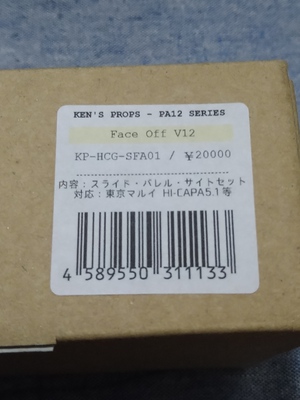 KEN'S PROPS - PA12 SERIES
Face Off V12
KP-HCG-SFA01 / ¥20000
内容：スライド・バレル・サイトセット
対応：東京マルイ HI-CAPA5.1等
4 589550 311133